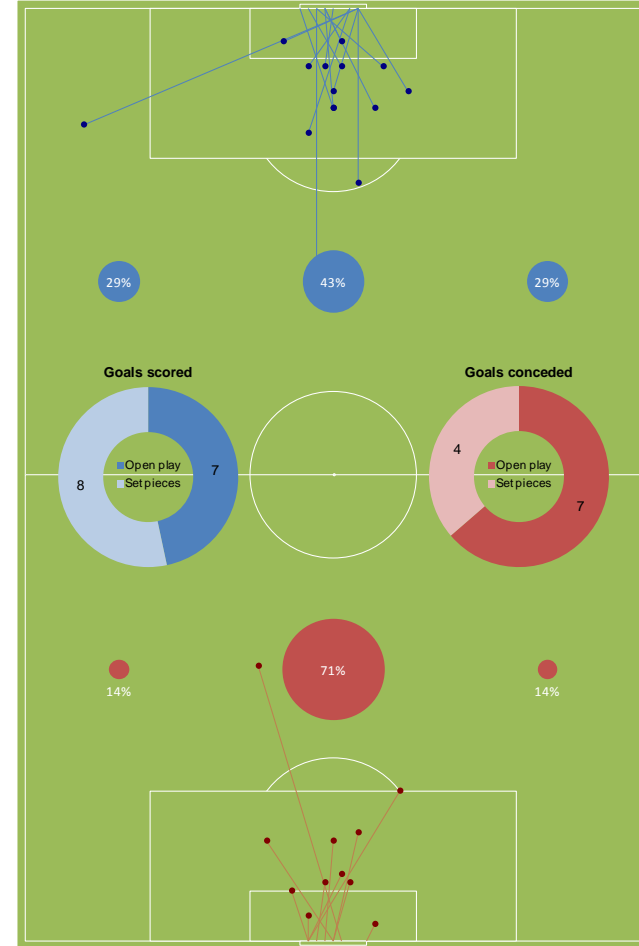 29%
43%
29%
Goals scored
Goals conceded
Open play
Set pieces
7
8
Open play
Set pieces
4
7
71%
14%
14%